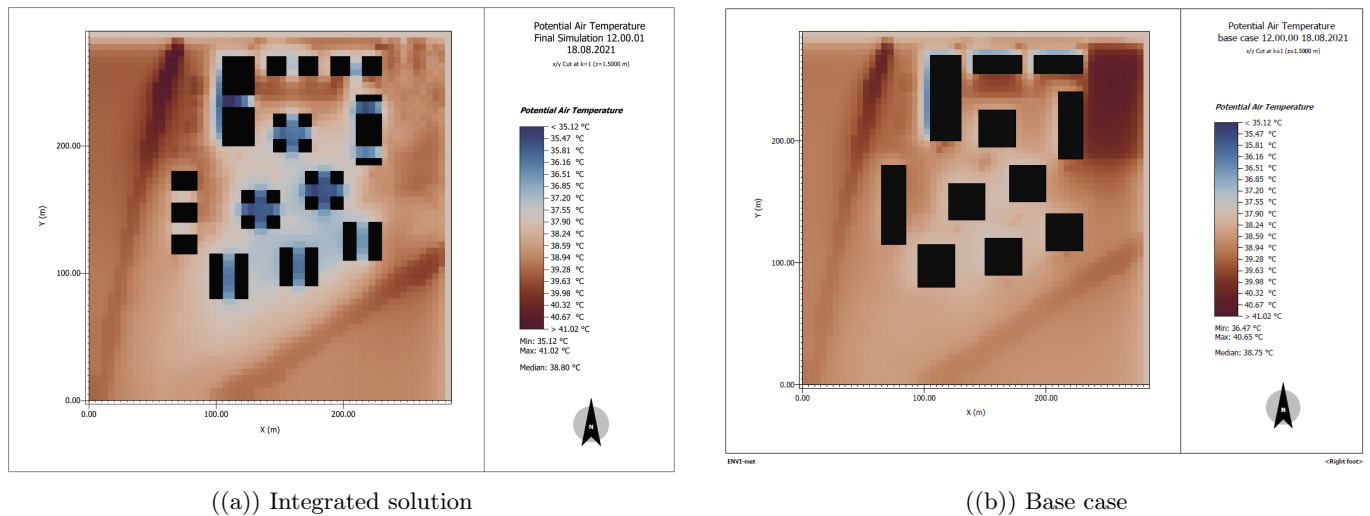 Potential Air Temperature
Final Simulation 12.00.01
18.08.2021
x/y Cut at k=1 (z=1.5000 m)
Potential Air Temperature
< 35.12 °C
35.47 °C
35.81 °C
36.16 °C
36.51 °C
36.85 °C
37.20 °C
37.55 °C
37.90 °C
38.24 °C
38.59 °C
38.94 °C
39.28 °C
39.63 °C
39.98 °C
40.32 °C
40.67 °C
> 41.02 °C
Min: 35.12 °C
Max: 41.02 °C
Median: 38.80 °C
N
Y (m)
200.00
100.00
0.00
0.00 100.00 200.00
X (m)
((a)) Integrated solution
Potential Air Temperature
base case 12.00.00 18.08.2021
x/y Cut at k=1 (z=1.5000 m)
Potential Air Temperature
< 35.12 °C
35.47 °C
35.81 °C
36.16 °C
36.51 °C
36.85 °C
37.20 °C
37.55 °C
37.90 °C
38.24 °C
38.59 °C
38.94 °C
39.28 °C
39.63 °C
39.98 °C
40.32 °C
40.67 °C
> 41.02 °C
Min: 36.47 °C
Max: 40.65 °C
Median: 38.75 °C
N
Y (m)
200.00
100.00
0.00
0.00 100.00 200.00
X (m)
ENVI-met
<Right foot>
((b)) Base case